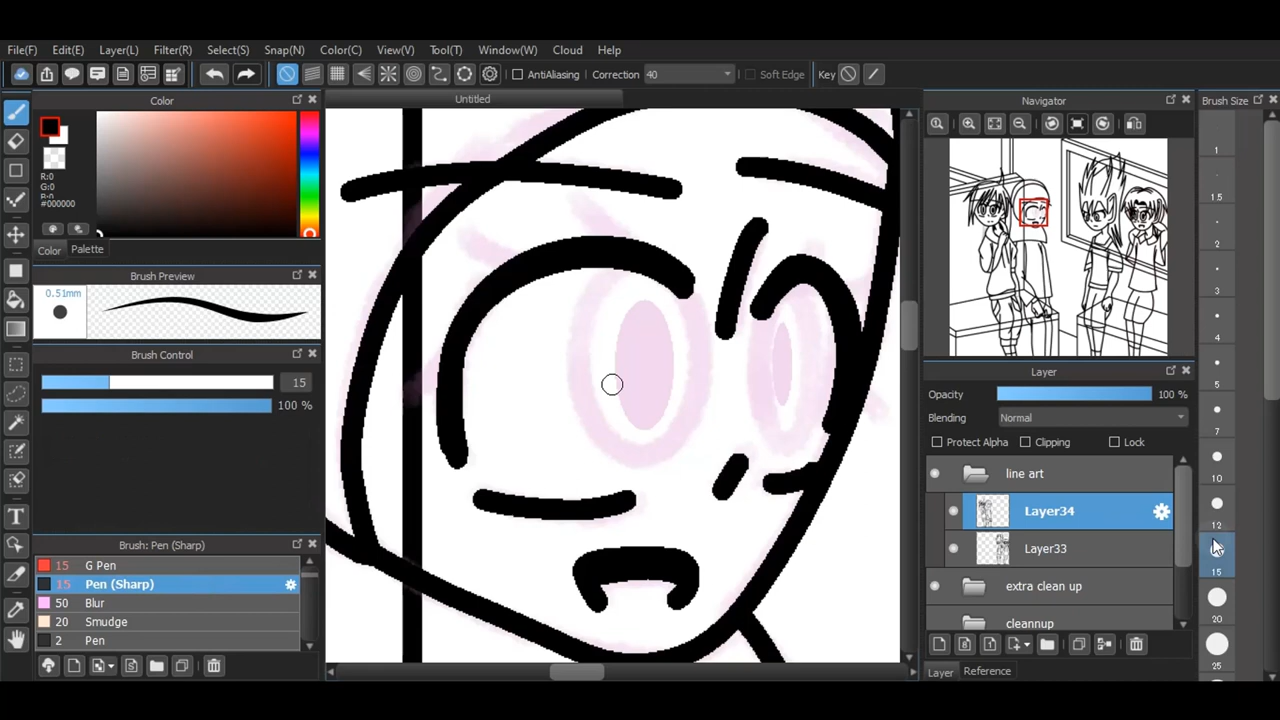 File(F) Edit(E) Layer(L) Filter(R) Select(S) Snap(N) Color(C) View(V) Tool(T) Window(W) Cloud Help
AntiAliasing Correction 40 Soft Edge Key
Color
Untitled
Navigator
Brush Size
R:0
G:0
B:0
#000000
Color Palette
Brush Preview
0.51mm
Brush Control
15
100 %
Brush: Pen (Sharp)
15 G Pen
15 Pen (Sharp)
50 Blur
20 Smudge
2 Pen
Layer
Opacity 100 %
Blending Normal
Protect Alpha Clipping Lock
line art
Layer34
Layer33
extra clean up
cleannup
Layer Reference
1
1.5
2
3
4
5
7
10
12
15
20
25